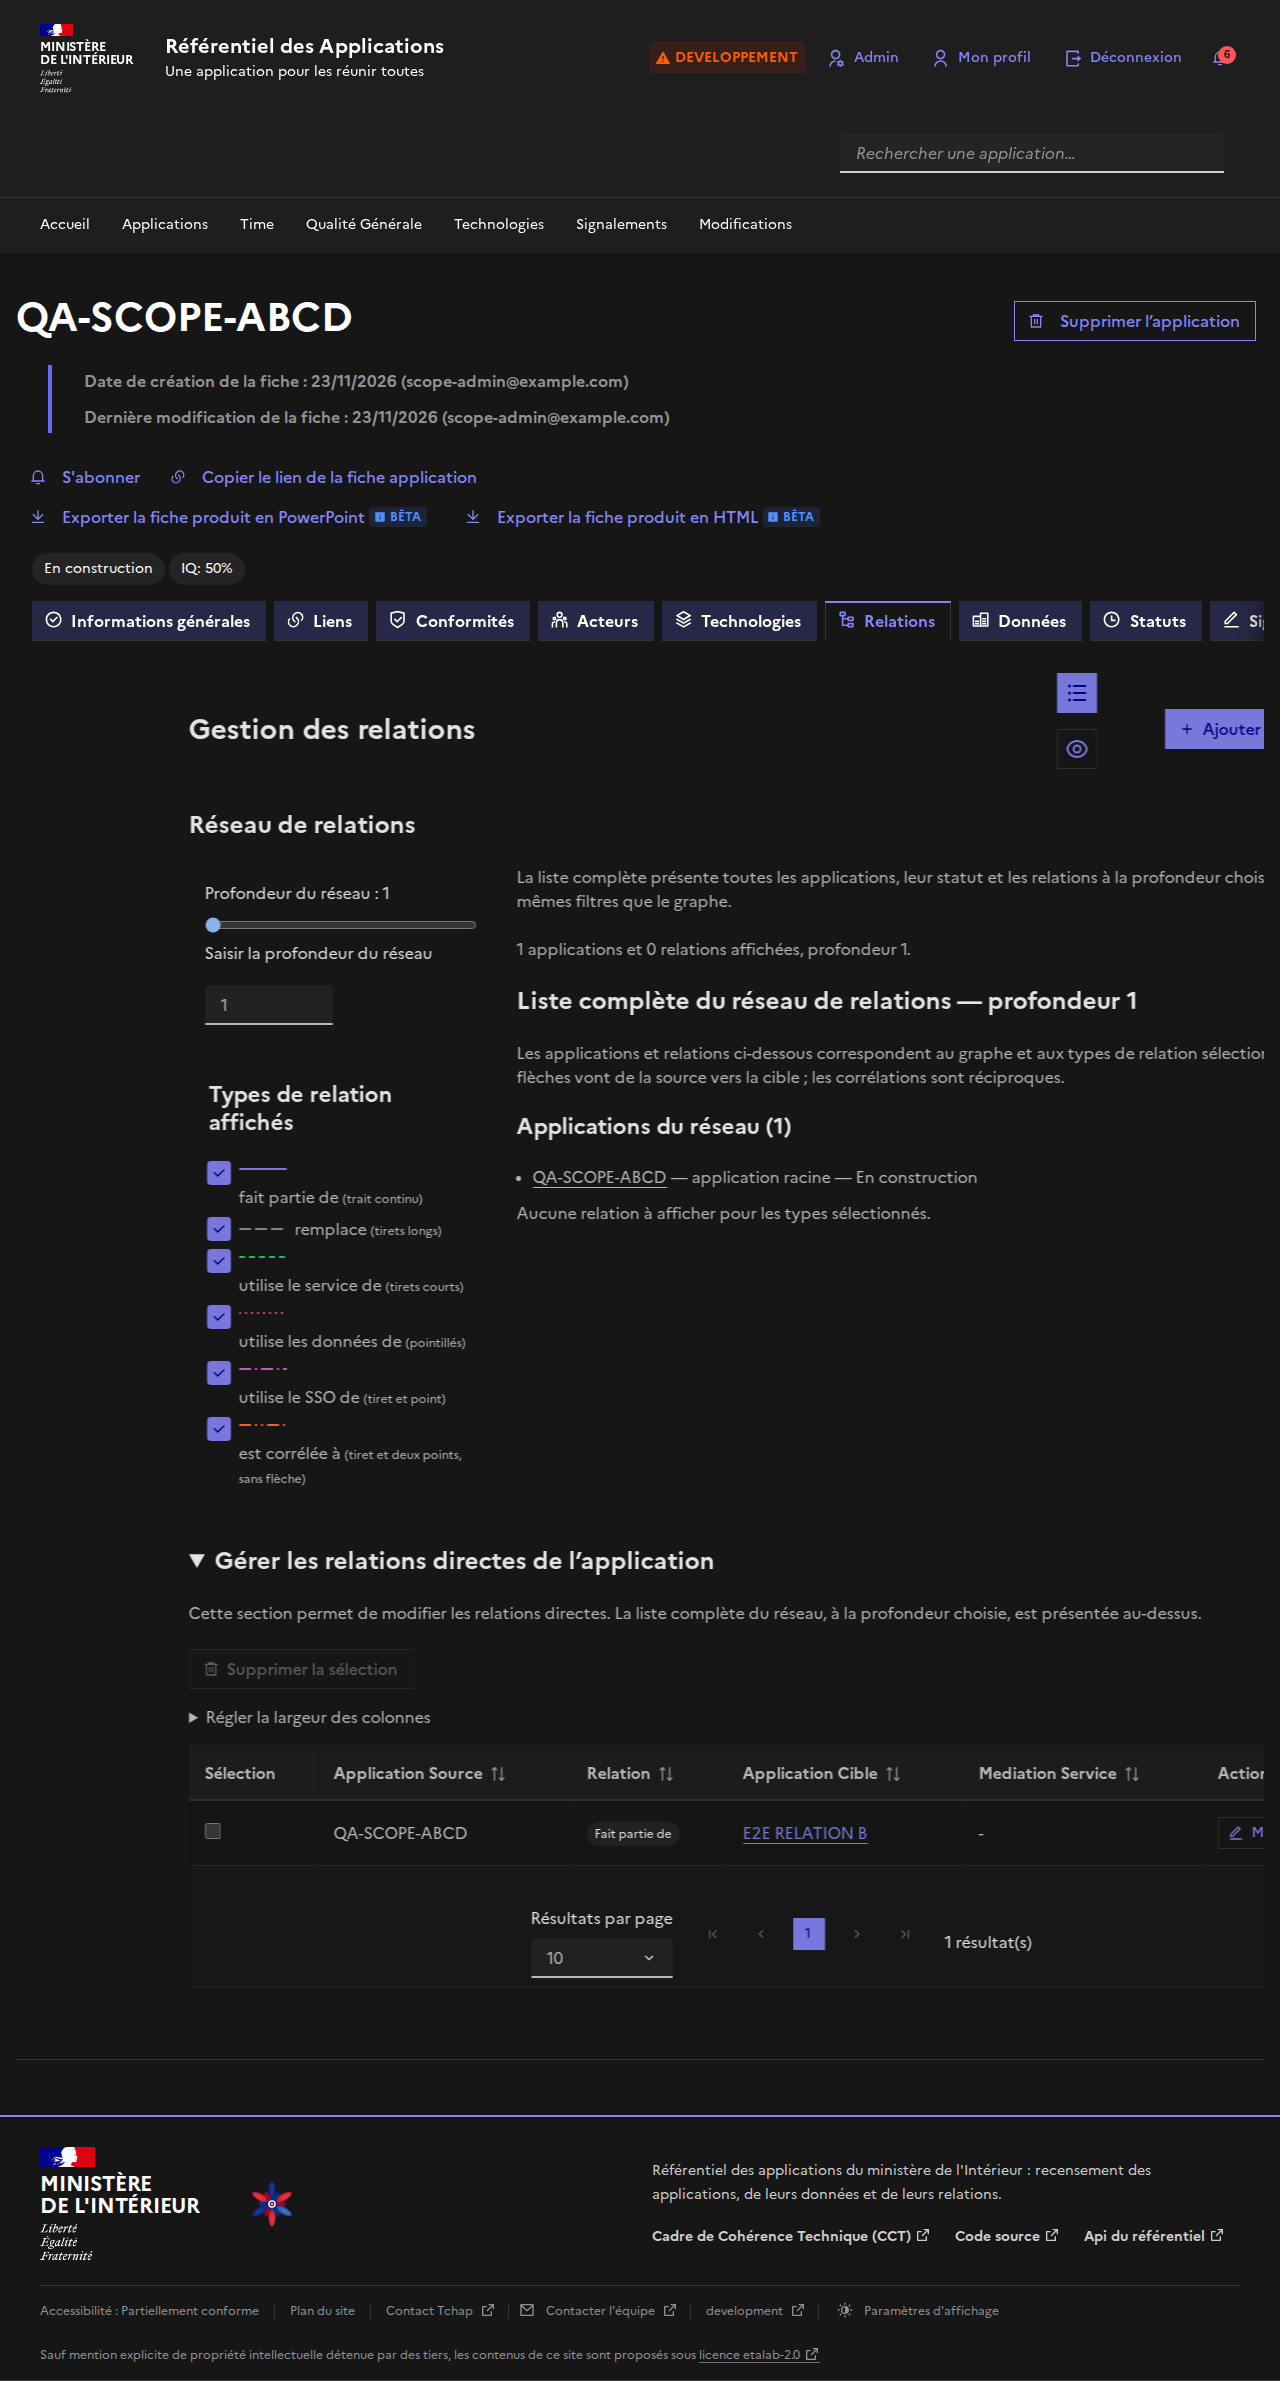 MINISTÈRE
DE L'INTÉRIEUR
Liberté
Égalité
Fraternité
Référentiel des Applications
Une application pour les réunir toutes
DEVELOPPEMENT
Admin
Mon profil
Déconnexion
6
Rechercher une application…
Accueil
Applications
Time
Qualité Générale
Technologies
Signalements
Modifications
QA-SCOPE-ABCD
Supprimer l’application
Date de création de la fiche : 23/11/2026 (scope-admin@example.com)
Dernière modification de la fiche : 23/11/2026 (scope-admin@example.com)
S'abonner
Copier le lien de la fiche application
Exporter la fiche produit en PowerPoint BÊTA
Exporter la fiche produit en HTML BÊTA
En construction
IQ: 50%
Informations générales
Liens
Conformités
Acteurs
Technologies
Relations
Données
Statuts
Sig
Gestion des relations
Ajouter
Réseau de relations
Profondeur du réseau : 1
Saisir la profondeur du réseau
1
La liste complète présente toutes les applications, leur statut et les relations à la profondeur chois
mêmes filtres que le graphe.
1 applications et 0 relations affichées, profondeur 1.
Liste complète du réseau de relations — profondeur 1
Les applications et relations ci-dessous correspondent au graphe et aux types de relation sélection
flèches vont de la source vers la cible ; les corrélations sont réciproques.
Applications du réseau (1)
• QA-SCOPE-ABCD — application racine — En construction
Aucune relation à afficher pour les types sélectionnés.
Types de relation
affichés
fait partie de (trait continu)
remplace (tirets longs)
utilise le service de (tirets courts)
utilise les données de (pointillés)
utilise le SSO de (tiret et point)
est corrélée à (tiret et deux points,
sans flèche)
Gérer les relations directes de l’application
Cette section permet de modifier les relations directes. La liste complète du réseau, à la profondeur choisie, est présentée au-dessus.
Supprimer la sélection
Régler la largeur des colonnes
Sélection
Application Source
Relation
Application Cible
Mediation Service
Action
QA-SCOPE-ABCD
Fait partie de
E2E RELATION B
-
M
Résultats par page
10
1
1 résultat(s)
MINISTÈRE
DE L'INTÉRIEUR
Liberté
Égalité
Fraternité
Référentiel des applications du ministère de l'Intérieur : recensement des
applications, de leurs données et de leurs relations.
Cadre de Cohérence Technique (CCT)
Code source
Api du référentiel
Accessibilité : Partiellement conforme
Plan du site
Contact Tchap
Contacter l'équipe
development
Paramètres d'affichage
Sauf mention explicite de propriété intellectuelle détenue par des tiers, les contenus de ce site sont proposés sous licence etalab-2.0